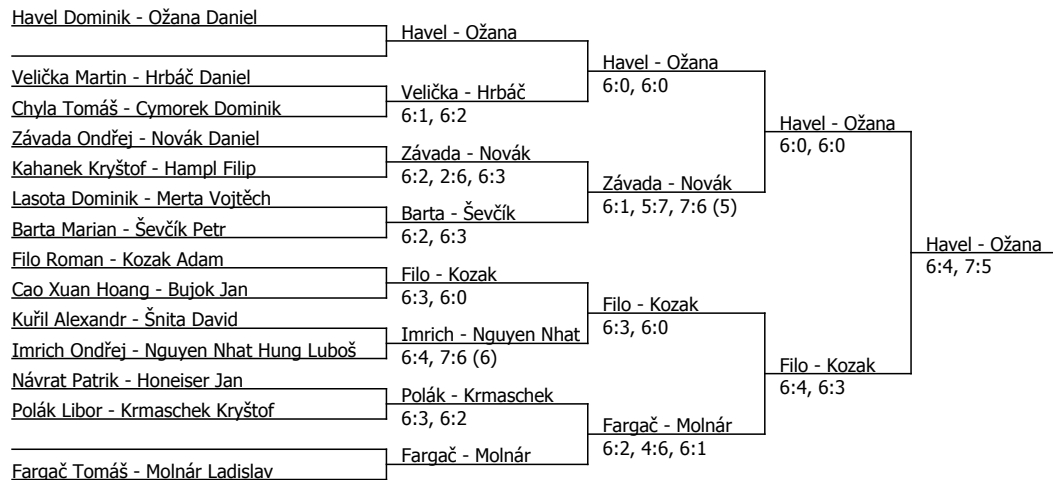 Havel Dominik - Ožana Daniel
Velička Martin - Hrbáč Daniel
Chyla Tomáš - Cymorek Dominik
Závada Ondřej - Novák Daniel
Kahanek Kryštof - Hampl Filip
Lasota Dominik - Merta Vojtěch
Barta Marian - Ševčík Petr
Filo Roman - Kozak Adam
Cao Xuan Hoang - Bujok Jan
Kuřil Alexandr - Šnita David
Imrich Ondřej - Nguyen Nhat Hung Luboš
Návrat Patrik - Honeiser Jan
Polák Libor - Krmaschek Kryštof
Fargač Tomáš - Molnár Ladislav
Havel - Ožana
Velička - Hrbáč
6:1, 6:2
Závada - Novák
6:2, 2:6, 6:3
Barta - Ševčík
6:2, 6:3
Filo - Kozak
6:3, 6:0
Imrich - Nguyen Nhat
6:4, 7:6 (6)
Polák - Krmaschek
6:3, 6:2
Fargač - Molnár
Havel - Ožana
6:0, 6:0
Závada - Novák
6:1, 5:7, 7:6 (5)
Filo - Kozak
6:3, 6:0
Fargač - Molnár
6:2, 4:6, 6:1
Havel - Ožana
6:0, 6:0
Filo - Kozak
6:4, 6:3
Havel - Ožana
6:4, 7:5